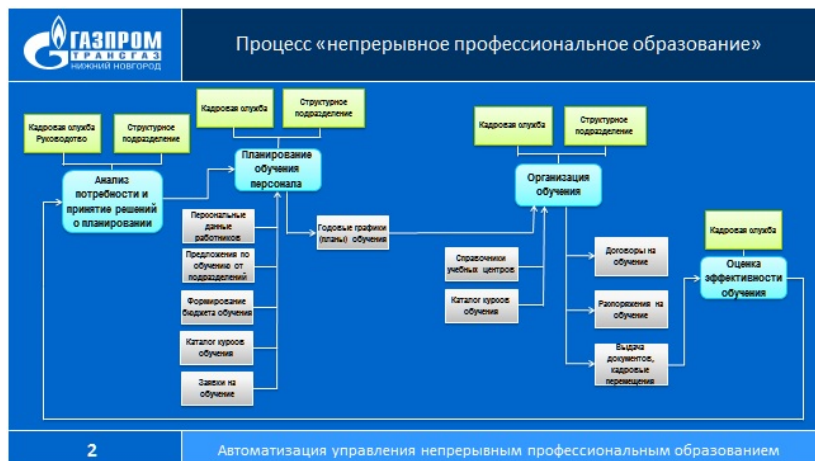 ГАЗПРОМ
ТРАНСГАЗ
НИЖНИЙ НОВГОРОД
Процесс «непрерывное профессиональное образование»
Кадровая служба
Руководство
Структурное
подразделение
Анализ
потребности и
принятие решений
о планировании
Кадровая служба
Структурное
подразделение
Планирование
обучения
персонала
Персональные
данные
работников
Предложения по
обучению от
подразделений
Формирование
бюджета обучения
Каталог курсов
обучения
Заявки на
обучение
Годовые графики
(планы) обучения
Кадровая служба
Структурное
подразделение
Организация
обучения
Справочники
учебных центров
Каталог курсов
обучения
Договоры на
обучение
Распоряжения на
обучение
Выдача
документов,
кадровые
перемещения
Кадровая служба
Оценка
эффективности
обучения
2
Автоматизация управления непрерывным профессиональным образованием